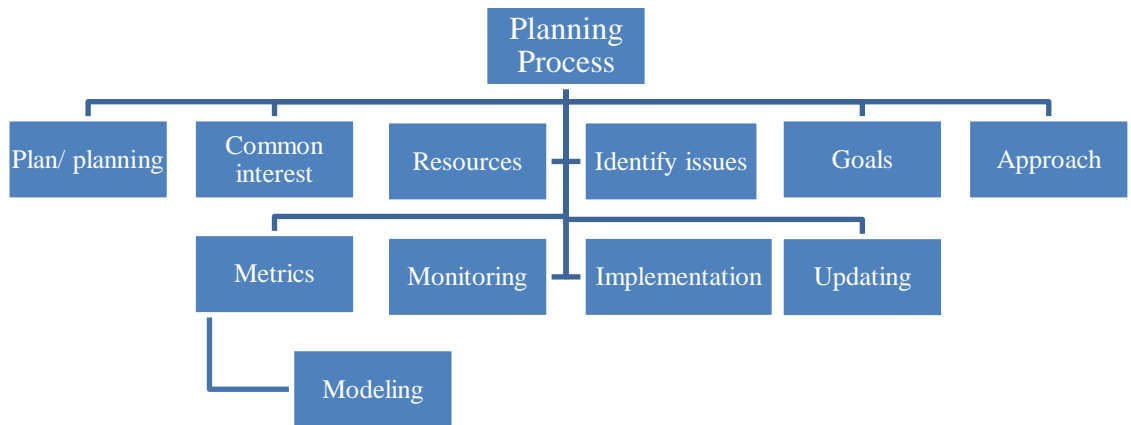 Planning
Process
Plan/ planning
Common
interest
Resources
Identify issues
Goals
Approach
Metrics
Monitoring
Implementation
Updating
Modeling